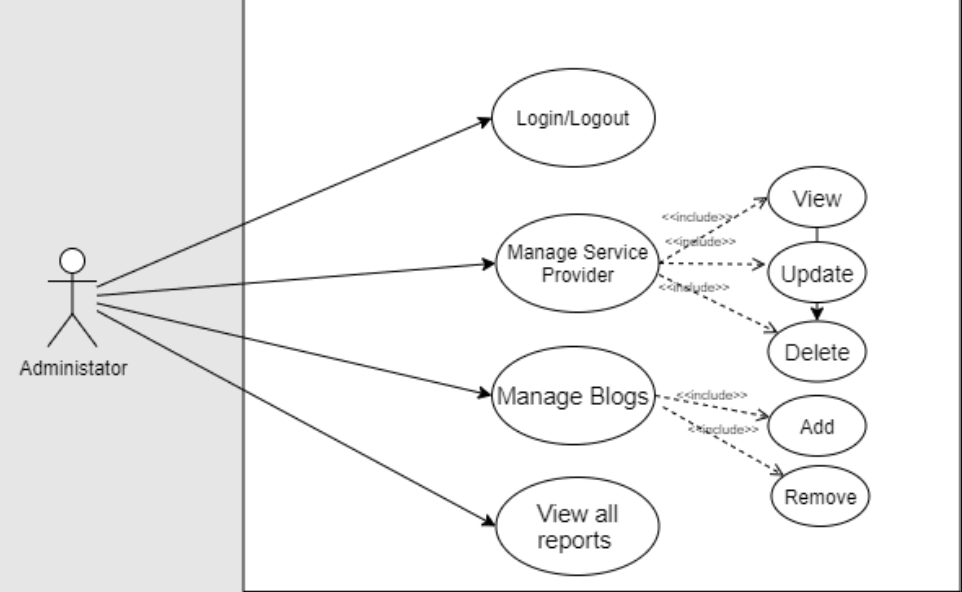 Login/Logout
View
<<include>>
<<include>>
Manage Service
Provider
Update
<<include>>
Delete
Administator
Manage Blogs
<<include>>
Add
<<include>>
Remove
View all
reports